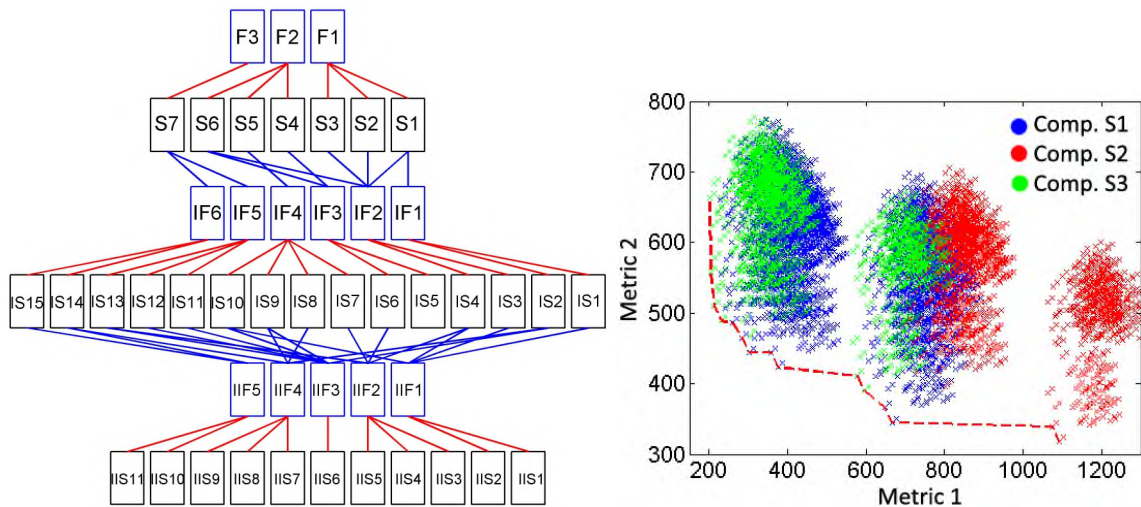 F3 F2 F1
S7 S6 S5 S4 S3 S2 S1
IF6 IF5 IF4 IF3 IF2 IF1
IS15 IS14 IS13 IS12 IS11 IS10 IS9 IS8 IS7 IS6 IS5 IS4 IS3 IS2 IS1
IIF5 IIF4 IIF3 IIF2 IIF1
IIS11 IIS10 IIS9 IIS8 IIS7 IIS6 IIS5 IIS4 IIS3 IIS2 IIS1
800
700
600
500
400
300
Metric 2
Comp. S1
Comp. S2
Comp. S3
200 400 600 800 1000 1200
Metric 1